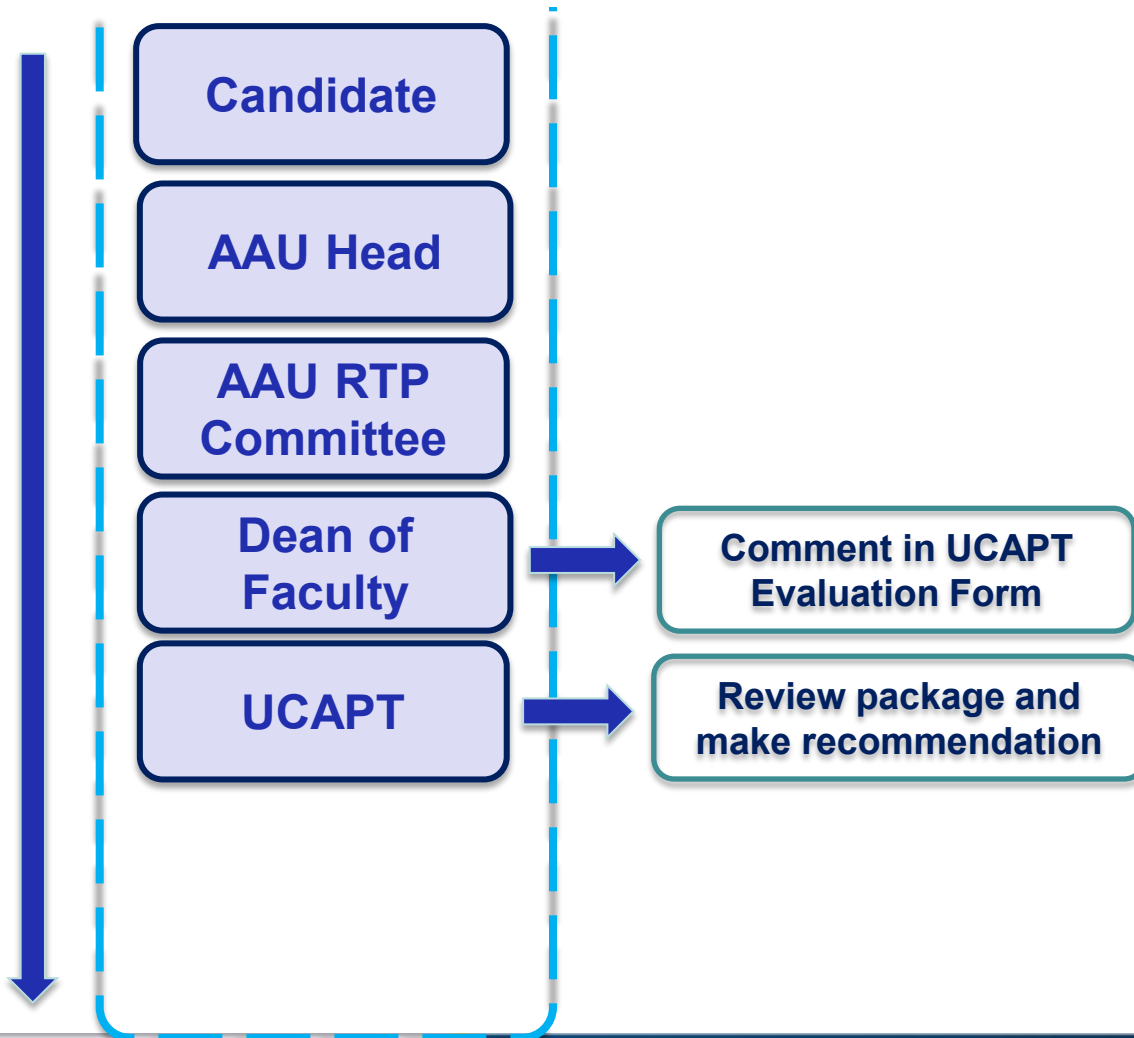 Candidate
AAU Head
AAU RTP
Committee
Dean of
Faculty
Comment in UCAPT
Evaluation Form
UCAPT
Review package and
make recommendation